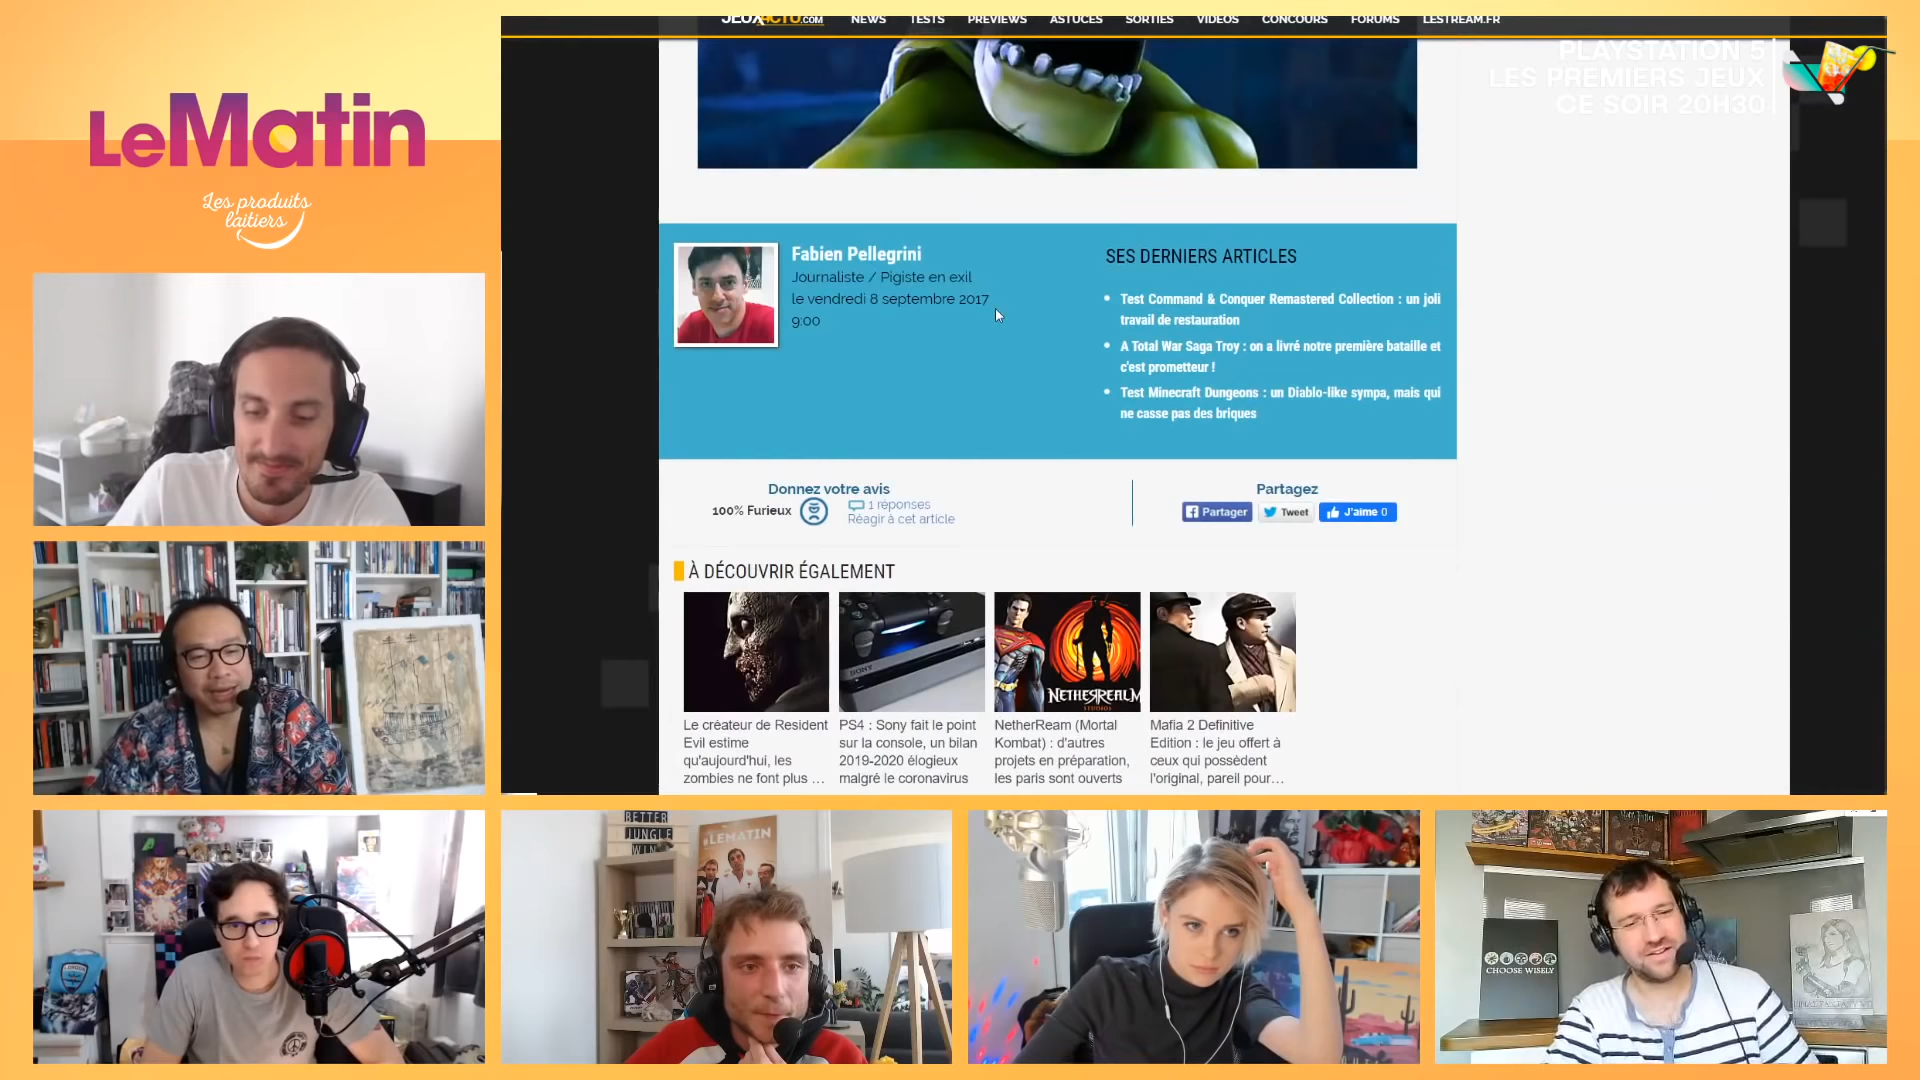 LeMatin
Les produits
laitiers
JEUXACTU.COM
NEWS
TESTS
PREVIEWS
ASTUCES
SORTIES
VIDEOS
CONCOURS
FORUMS
LESTREAM.FR
PLAYSTATION 5
LES PREMIERS JEUX
CE SOIR 20H30
Fabien Pellegrini
Journaliste / Pigiste en exil
le vendredi 8 septembre 2017
9:00
SES DERNIERS ARTICLES
Test Command & Conquer Remastered Collection : un joli
travail de restauration
A Total War Saga Troy : on a livré notre première bataille et
c'est prometteur !
Test Minecraft Dungeons : un Diablo-like sympa, mais qui
ne casse pas des briques
Donnez votre avis
100% Furieux
1 réponses
Réagir à cet article
Partagez
Partager
Tweet
J'aime 0
À DÉCOUVRIR ÉGALEMENT
SONY
NETHERREALM
STUDIOS
Le créateur de Resident
Evil estime
qu'aujourd'hui, les
zombies ne font plus ...
PS4 : Sony fait le point
sur la console, un bilan
2019-2020 élogieux
malgré le coronavirus
NetherRealm (Mortal
Kombat) : d'autres
projets en préparation,
les paris sont ouverts
Mafia 2 Definitive
Edition : le jeu offert à
ceux qui possèdent
l'original, pareil pour...
BETTER
JUNGLE
WIN
#LEMATIN
CHOOSE WISELY